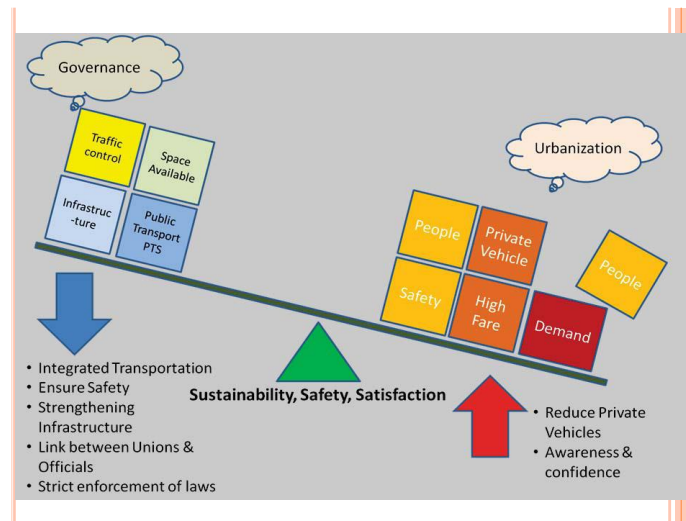 Governance
Traffic
control
Space
Available
Infrastruc
-ture
Public
Transport
PTS
Urbanization
People
Private
Vehicle
People
Safety
High
Fare
Demand
Sustainability, Safety, Satisfaction
• Integrated Transportation
• Ensure Safety
• Strengthening
Infrastructure
• Link between Unions &
Officials
• Strict enforcement of laws
• Reduce Private
Vehicles
• Awareness &
confidence